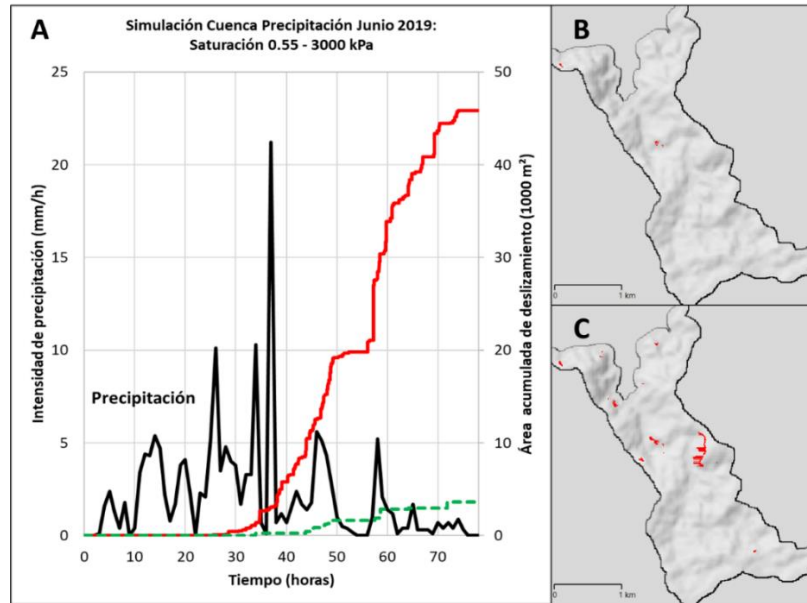 A
Simulación Cuenca Precipitación Junio 2019:
Saturación 0.55 - 3000 kPa
25
20
15
10
5
0
Intensidad de precipitación (mm/h)
Precipitación
50
40
30
20
10
0
Área acumulada de deslizamiento (1000 m²)
0 10 20 30 40 50 60 70
Tiempo (horas)
B
0 1 km
C
0 1 km